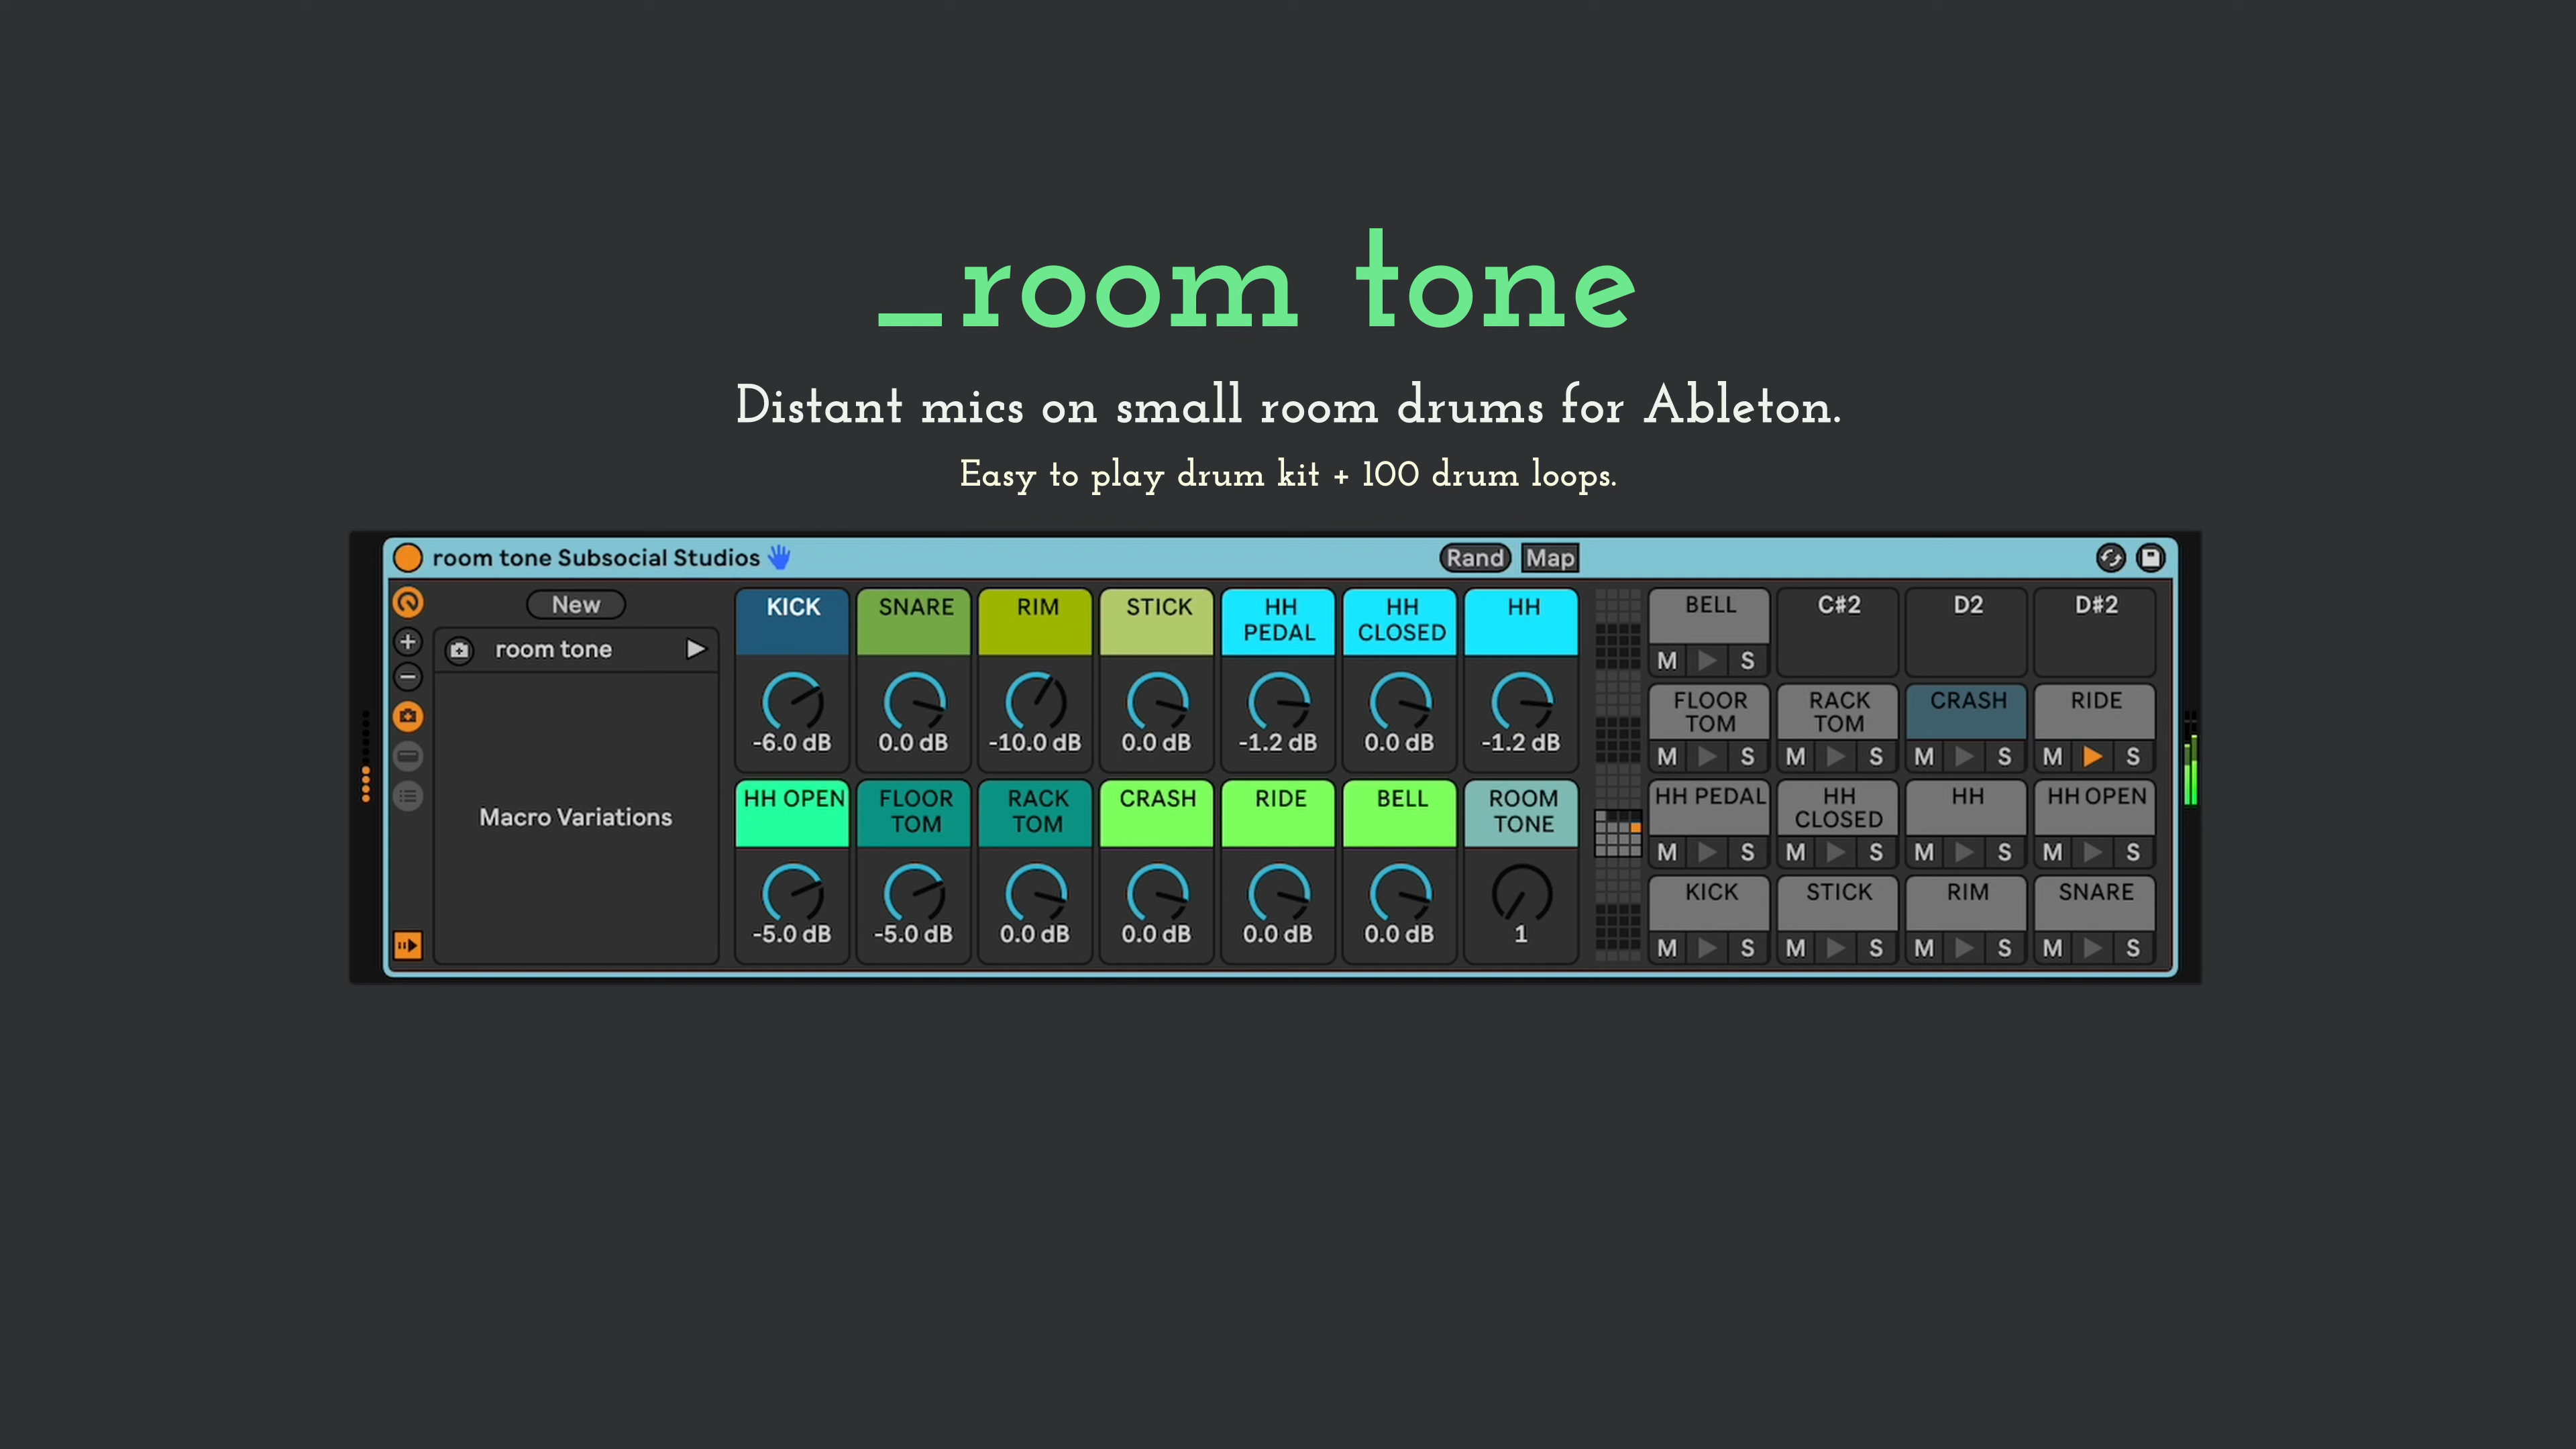 _room tone
Distant mics on small room drums for Ableton.
Easy to play drum kit + 100 drum loops.
room tone Subsocial Studios
Rand
Map
New
room tone
Macro Variations
KICK
SNARE
RIM
STICK
HH
PEDAL
HH
CLOSED
HH
-6.0 dB
0.0 dB
-10.0 dB
0.0 dB
-1.2 dB
0.0 dB
-1.2 dB
HH OPEN
FLOOR
TOM
RACK
TOM
CRASH
RIDE
BELL
ROOM
TONE
-5.0 dB
-5.0 dB
0.0 dB
0.0 dB
0.0 dB
0.0 dB
1
BELL
C#2
D2
D#2
M S
FLOOR
TOM
RACK
TOM
CRASH
RIDE
M S M S M S M S
HH PEDAL
HH
CLOSED
HH
HH OPEN
M S M S M S M S
KICK
STICK
RIM
SNARE
M S M S M S M S